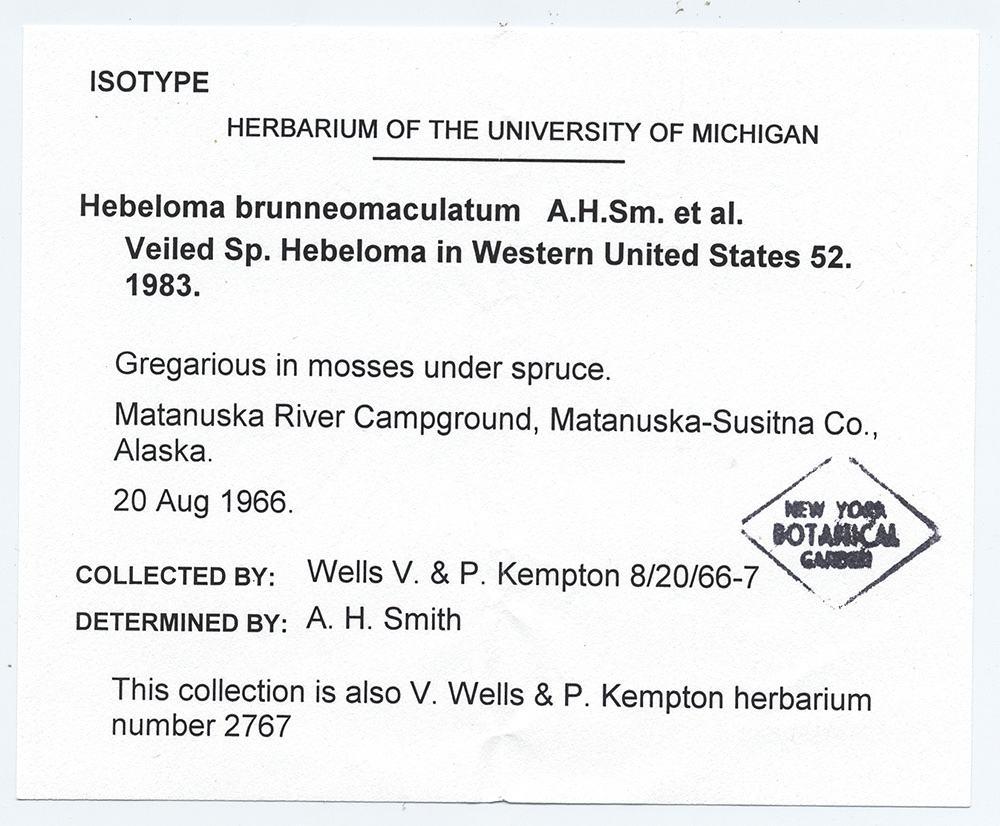 ISOTYPE
HERBARIUM OF THE UNIVERSITY OF MICHIGAN
Hebeloma brunneomaculatum A.H.Sm. et al.
Veiled Sp. Hebeloma in Western United States 52.
1983.
Gregarious in mosses under spruce.
Matanuska River Campground, Matanuska-Susitna Co.,
Alaska.
20 Aug 1966.
NEW YORK
BOTANICAL
GARDEN
COLLECTED BY: Wells V. & P. Kempton 8/20/66-7
DETERMINED BY: A. H. Smith
This collection is also V. Wells & P. Kempton herbarium
number 2767